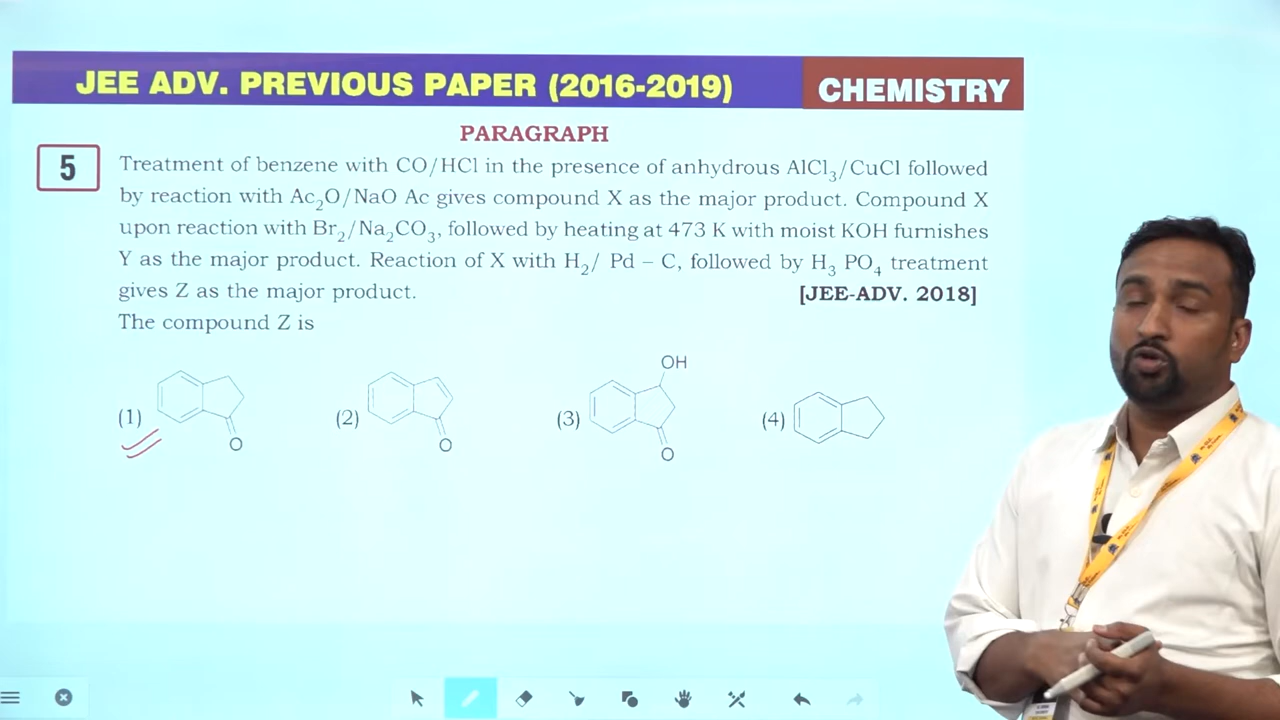 JEE ADV. PREVIOUS PAPER (2016-2019) CHEMISTRY
PARAGRAPH
5 Treatment of benzene with CO/HCl in the presence of anhydrous AlCl₃/CuCl followed
by reaction with Ac₂O/NaO Ac gives compound X as the major product. Compound X
upon reaction with Br₂/Na₂CO₃, followed by heating at 473 K with moist KOH furnishes
Y as the major product. Reaction of X with H₂/ Pd – C, followed by H₃ PO₄ treatment
gives Z as the major product. [JEE-ADV. 2018]
The compound Z is
OH
(1) (2) (3) (4)
O O O